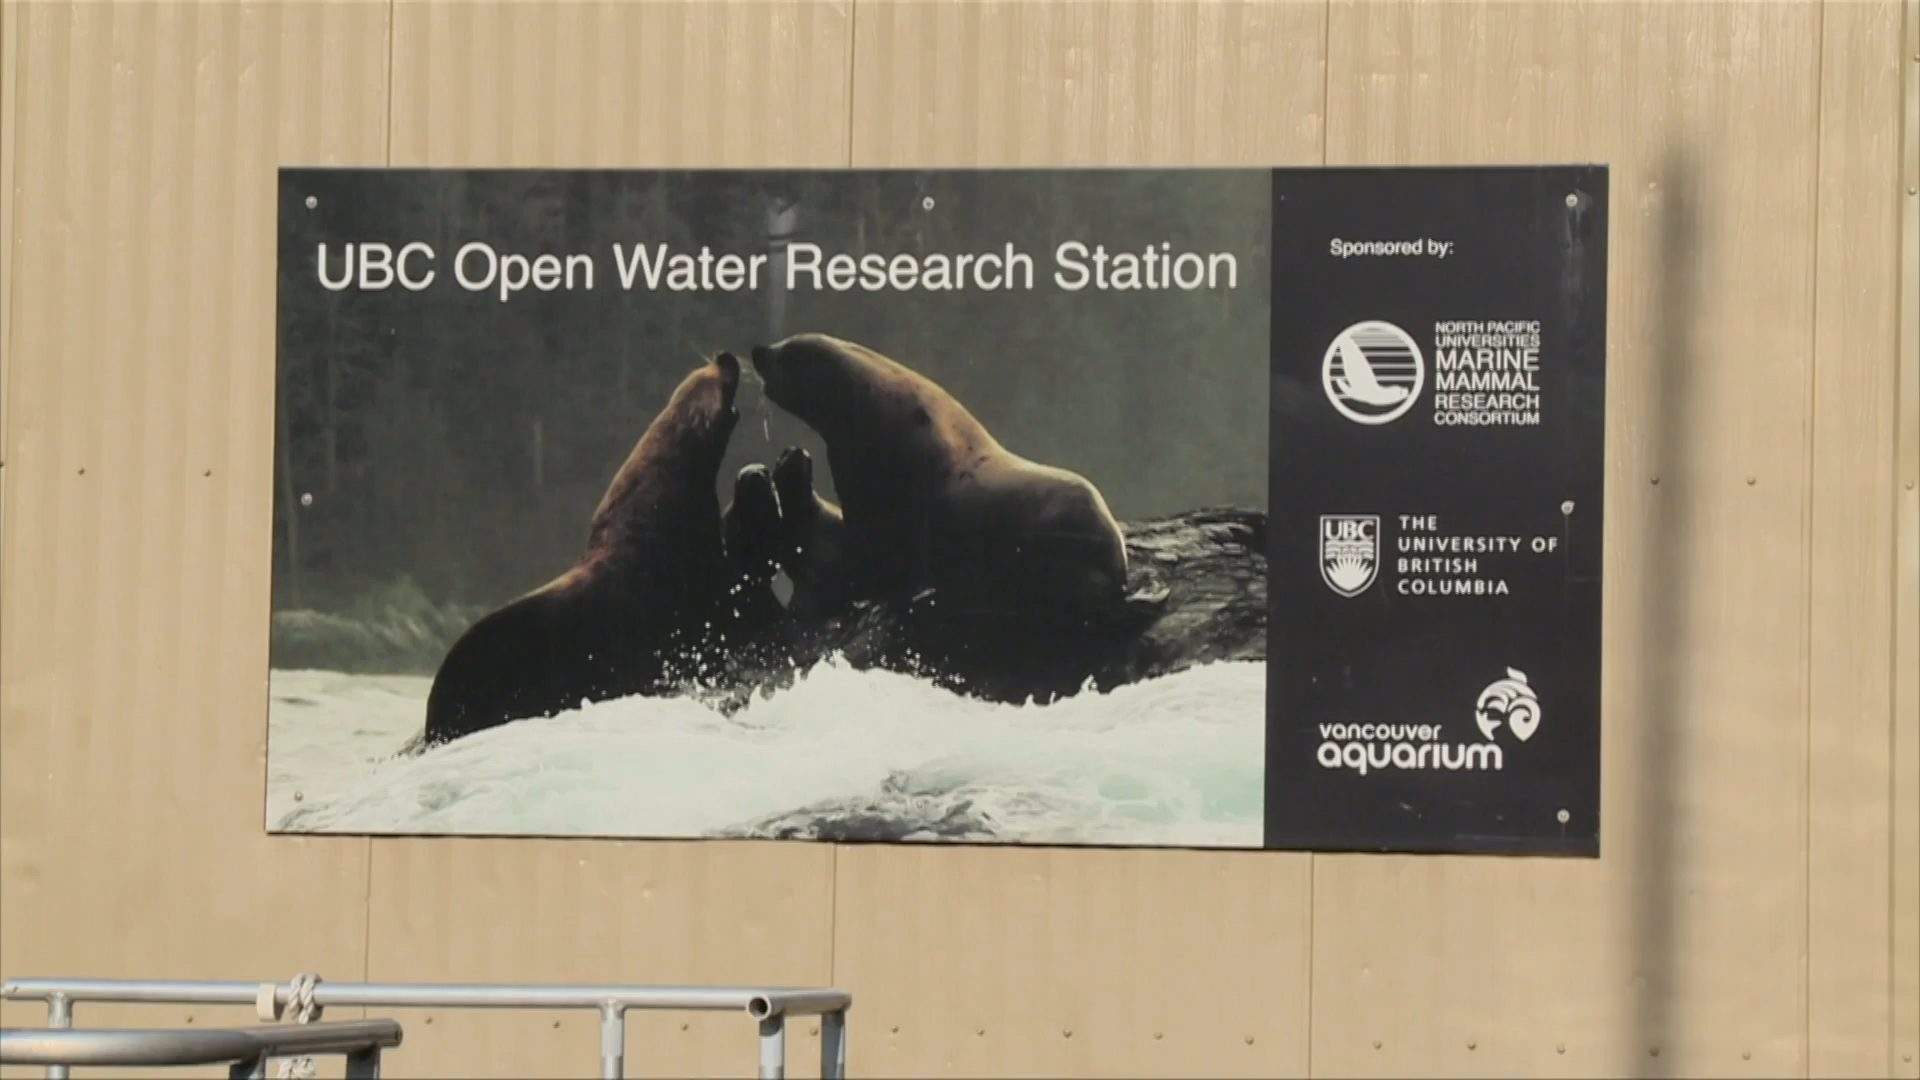 UBC Open Water Research Station
Sponsored by:
NORTH PACIFIC
UNIVERSITIES
MARINE
MAMMAL
RESEARCH
CONSORTIUM
UBC
THE
UNIVERSITY OF
BRITISH
COLUMBIA
vancouver
aquarium